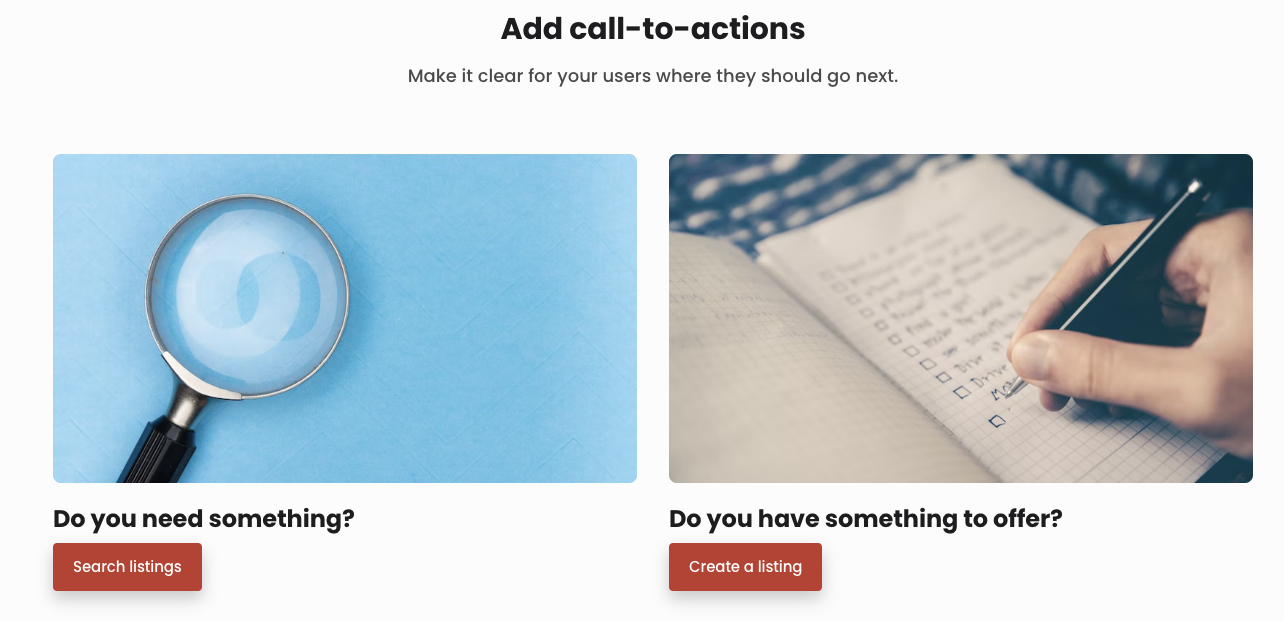 Add call-to-actions
Make it clear for your users where they should go next.
Do you need something?
Search listings
Do you have something to offer?
Create a listing